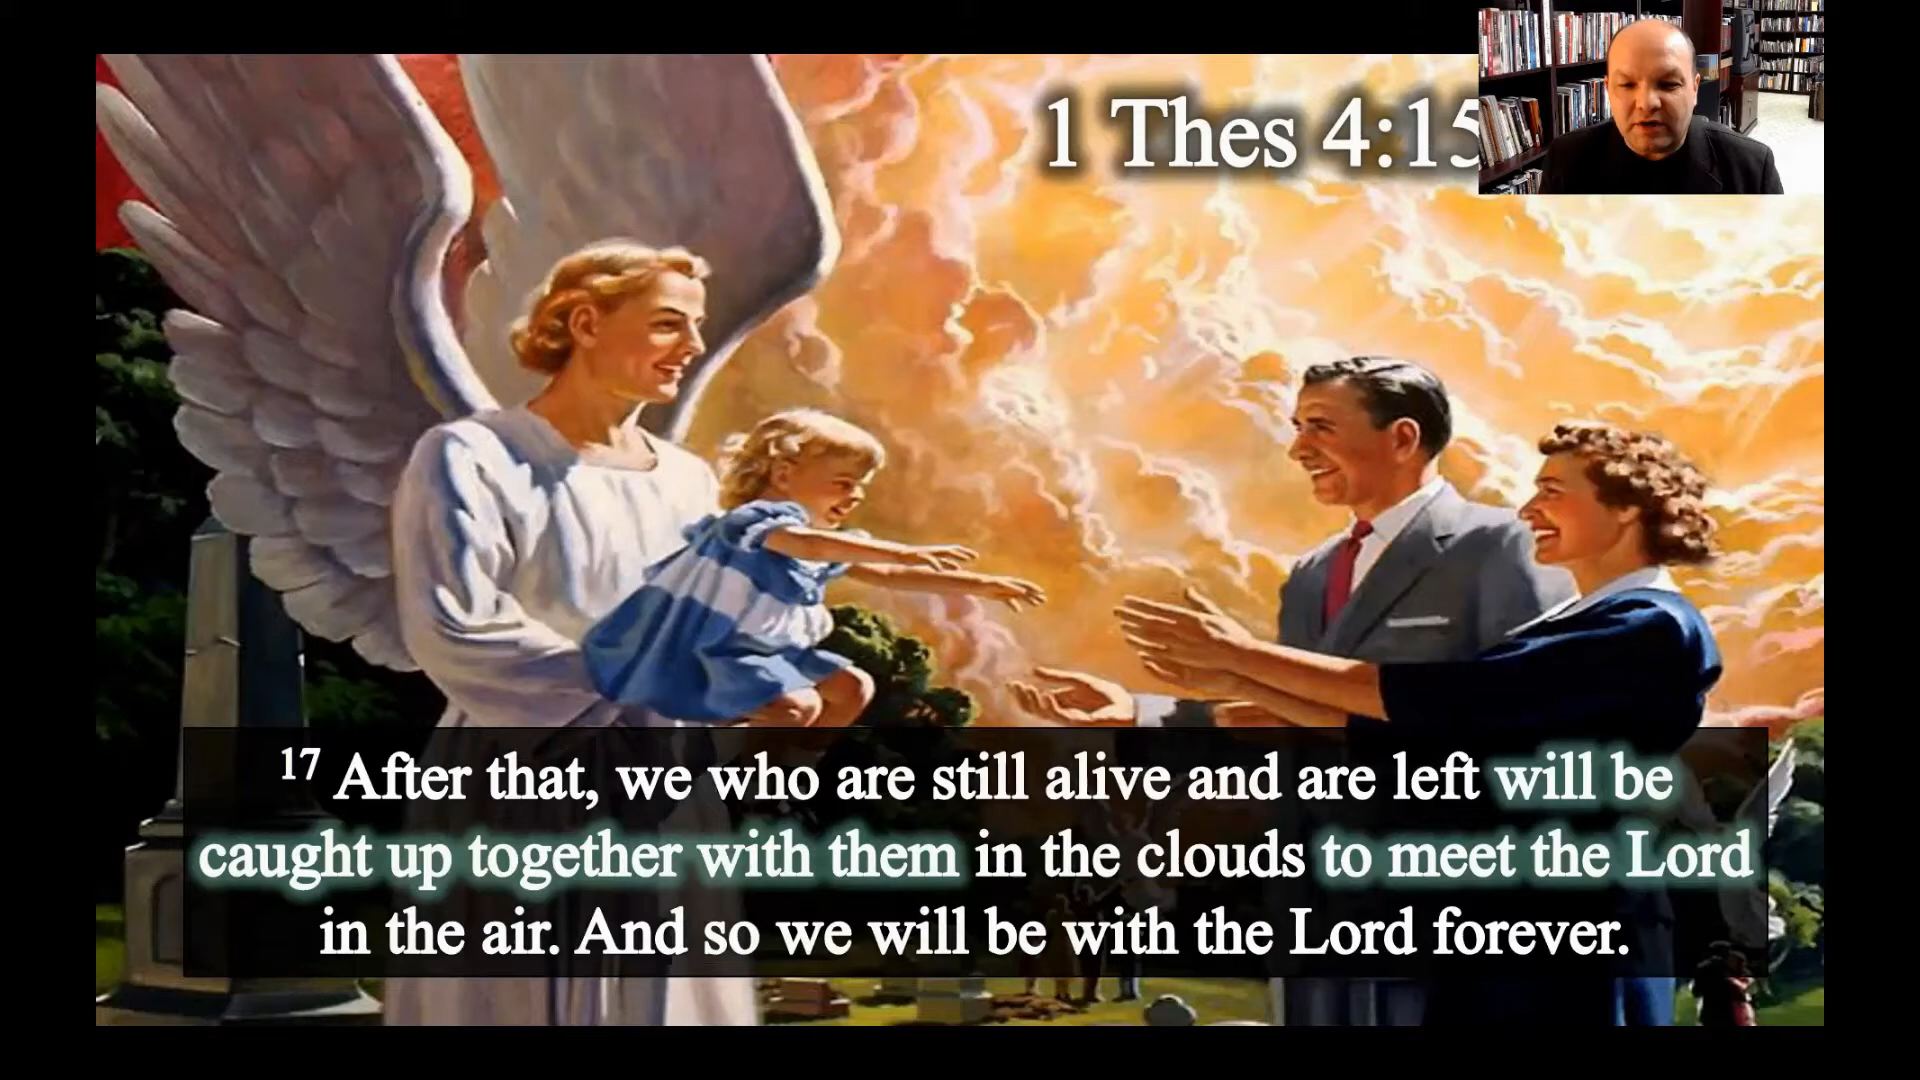 1 Thes 4:15
17 After that, we who are still alive and are left will be
caught up together with them in the clouds to meet the Lord
in the air. And so we will be with the Lord forever.